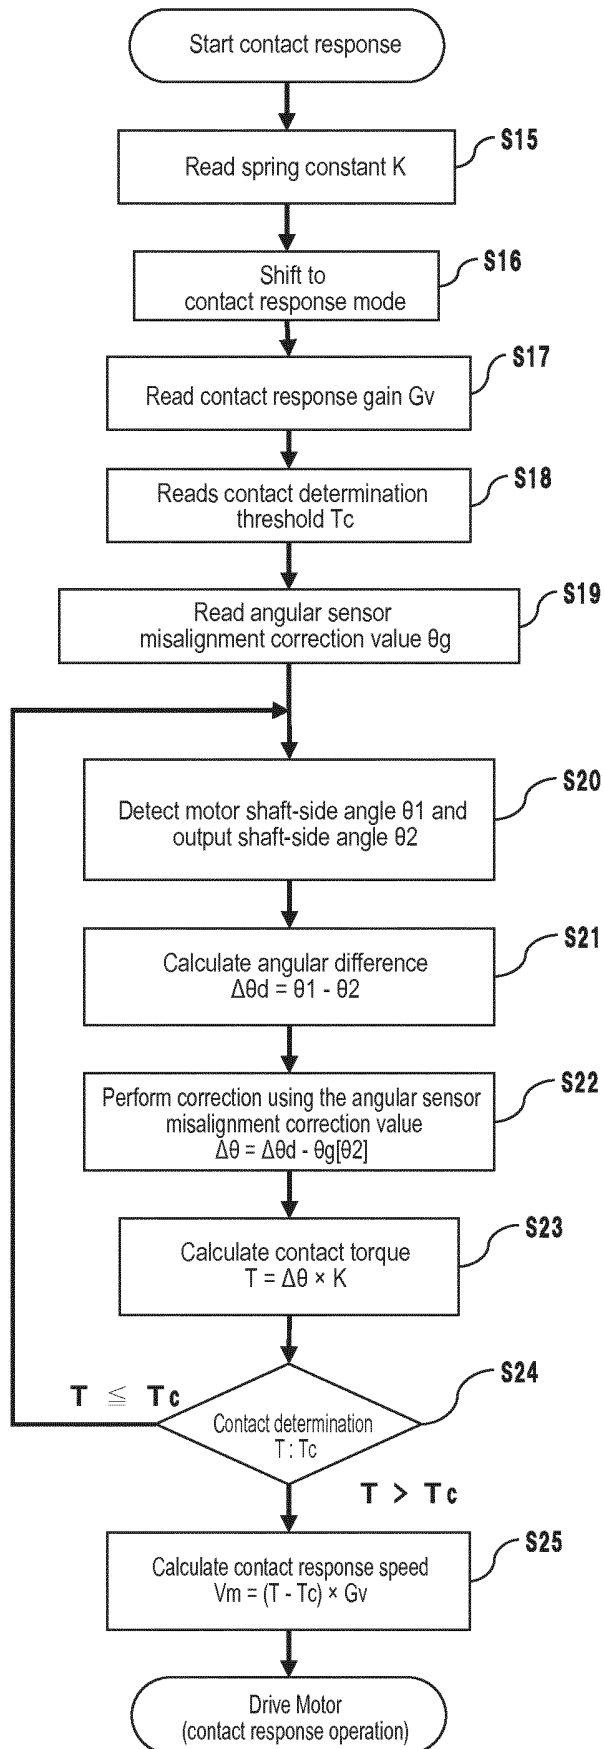 Start contact response
S15
Read spring constant K
S16
Shift to
contact response mode
S17
Read contact response gain Gv
S18
Reads contact determination
threshold Tc
S19
Read angular sensor
misalignment correction value θg
S20
Detect motor shaft-side angle θ1 and
output shaft-side angle θ2
S21
Calculate angular difference
Δθd = θ1 - θ2
S22
Perform correction using the angular sensor
misalignment correction value
Δθ = Δθd - θg[θ2]
S23
Calculate contact torque
T = Δθ × K
S24
T ≦ Tc
Contact determination
T : Tc
T > Tc
S25
Calculate contact response speed
Vm = (T - Tc) × Gv
Drive Motor
(contact response operation)